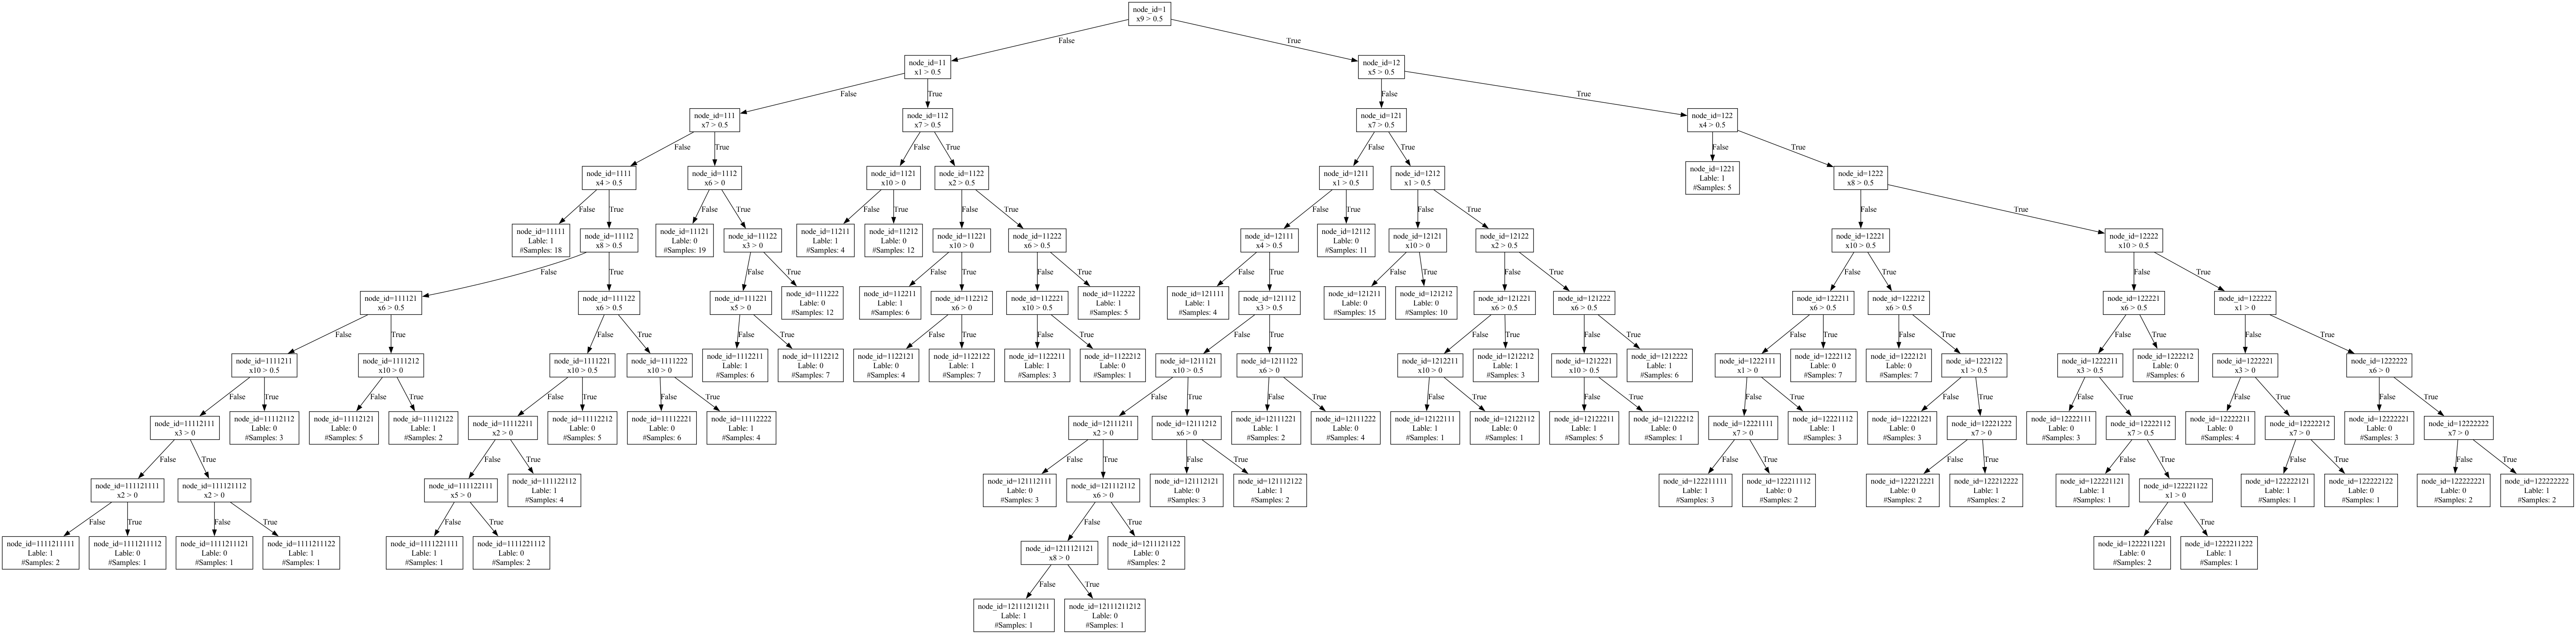 node_id=1
x9 > 0.5
False
True
node_id=11
x1 > 0.5
node_id=12
x5 > 0.5
False
True
False
True
node_id=111
x7 > 0.5
node_id=112
x7 > 0.5
node_id=121
x7 > 0.5
node_id=122
x4 > 0.5
False
True
False
True
False
True
False
True
node_id=1111
x4 > 0.5
node_id=1112
x6 > 0
node_id=1121
x10 > 0
node_id=1122
x2 > 0.5
node_id=1211
x1 > 0.5
node_id=1212
x1 > 0.5
node_id=1221
Lable: 1
#Samples: 5
node_id=1222
x8 > 0.5
False
True
False
True
False
True
False
True
False
True
False
True
False
True
node_id=11111
Lable: 1
#Samples: 18
node_id=11112
x8 > 0.5
node_id=11121
Lable: 0
#Samples: 19
node_id=11122
x3 > 0
node_id=11211
Lable: 1
#Samples: 4
node_id=11212
Lable: 0
#Samples: 12
node_id=11221
x10 > 0
node_id=11222
x6 > 0.5
node_id=12111
x4 > 0.5
node_id=12112
Lable: 0
#Samples: 11
node_id=12121
x10 > 0
node_id=12122
x2 > 0.5
node_id=12221
x10 > 0.5
node_id=12222
x10 > 0.5
False
True
False
True
False
True
False
True
False
True
False
True
False
True
False
True
False
True
node_id=111121
x6 > 0.5
node_id=111122
x6 > 0.5
node_id=111221
x5 > 0
node_id=111222
Lable: 0
#Samples: 12
node_id=112211
Lable: 1
#Samples: 6
node_id=112212
x6 > 0
node_id=112221
x10 > 0.5
node_id=112222
Lable: 1
#Samples: 5
node_id=121111
Lable: 1
#Samples: 4
node_id=121112
x3 > 0.5
node_id=121211
Lable: 0
#Samples: 15
node_id=121212
Lable: 0
#Samples: 10
node_id=121221
x6 > 0.5
node_id=121222
x6 > 0.5
node_id=122211
x6 > 0.5
node_id=122212
x6 > 0.5
node_id=122221
x6 > 0.5
node_id=122222
x1 > 0
False
True
False
True
False
True
False
True
False
True
False
True
False
True
False
True
False
True
False
True
False
True
False
True
node_id=1111211
x10 > 0.5
node_id=1111212
x10 > 0
node_id=1111221
x10 > 0.5
node_id=1111222
x10 > 0
node_id=1112211
Lable: 1
#Samples: 6
node_id=1112212
Lable: 0
#Samples: 7
node_id=1122121
Lable: 0
#Samples: 4
node_id=1122122
Lable: 1
#Samples: 7
node_id=1122211
Lable: 1
#Samples: 3
node_id=1122212
Lable: 0
#Samples: 1
node_id=1211121
x10 > 0.5
node_id=1211122
x6 > 0
node_id=1212211
x10 > 0
node_id=1212212
Lable: 1
#Samples: 3
node_id=1212221
x10 > 0.5
node_id=1212222
Lable: 1
#Samples: 6
node_id=1222111
x1 > 0
node_id=1222112
Lable: 0
#Samples: 7
node_id=1222121
Lable: 0
#Samples: 7
node_id=1222122
x1 > 0.5
node_id=1222211
x3 > 0.5
node_id=1222212
Lable: 0
#Samples: 6
node_id=1222221
x3 > 0
node_id=1222222
x6 > 0
False
True
False
True
False
True
False
True
False
True
False
True
False
True
False
True
False
True
False
True
False
True
False
True
False
True
node_id=11112111
x3 > 0
node_id=11112112
Lable: 0
#Samples: 3
node_id=11112121
Lable: 0
#Samples: 5
node_id=11112122
Lable: 1
#Samples: 2
node_id=11112211
x2 > 0
node_id=11112212
Lable: 0
#Samples: 5
node_id=11112221
Lable: 0
#Samples: 6
node_id=11112222
Lable: 1
#Samples: 4
node_id=12111211
x2 > 0
node_id=12111212
x6 > 0
node_id=12111221
Lable: 1
#Samples: 2
node_id=12111222
Lable: 0
#Samples: 4
node_id=12122111
Lable: 1
#Samples: 1
node_id=12122112
Lable: 0
#Samples: 1
node_id=12122211
Lable: 1
#Samples: 5
node_id=12122212
Lable: 0
#Samples: 1
node_id=12221111
x7 > 0
node_id=12221112
Lable: 1
#Samples: 3
node_id=12221221
Lable: 0
#Samples: 3
node_id=12221222
x7 > 0
node_id=12222111
Lable: 0
#Samples: 3
node_id=12222112
x7 > 0.5
node_id=12222211
Lable: 0
#Samples: 4
node_id=12222212
x7 > 0
node_id=12222221
Lable: 0
#Samples: 3
node_id=12222222
x7 > 0
False
True
False
True
False
True
False
True
False
True
False
True
False
True
False
True
False
True
node_id=111121111
x2 > 0
node_id=111121112
x2 > 0
node_id=111122111
x5 > 0
node_id=111122112
Lable: 1
#Samples: 4
node_id=121112111
Lable: 0
#Samples: 3
node_id=121112112
x6 > 0
node_id=121112121
Lable: 0
#Samples: 3
node_id=121112122
Lable: 1
#Samples: 2
node_id=122211111
Lable: 1
#Samples: 3
node_id=122211112
Lable: 0
#Samples: 2
node_id=122212221
Lable: 0
#Samples: 2
node_id=122212222
Lable: 1
#Samples: 2
node_id=122221121
Lable: 1
#Samples: 1
node_id=122221122
x1 > 0
node_id=122222121
Lable: 1
#Samples: 1
node_id=122222122
Lable: 0
#Samples: 1
node_id=122222221
Lable: 0
#Samples: 2
node_id=122222222
Lable: 1
#Samples: 2
False
True
False
True
False
True
False
True
False
True
node_id=1111211111
Lable: 1
#Samples: 2
node_id=1111211112
Lable: 0
#Samples: 1
node_id=1111211121
Lable: 0
#Samples: 1
node_id=1111211122
Lable: 1
#Samples: 1
node_id=1111221111
Lable: 1
#Samples: 1
node_id=1111221112
Lable: 0
#Samples: 2
node_id=1211121121
x8 > 0
node_id=1211121122
Lable: 0
#Samples: 2
node_id=1222211221
Lable: 0
#Samples: 2
node_id=1222211222
Lable: 1
#Samples: 1
False
True
node_id=12111211211
Lable: 1
#Samples: 1
node_id=12111211212
Lable: 0
#Samples: 1